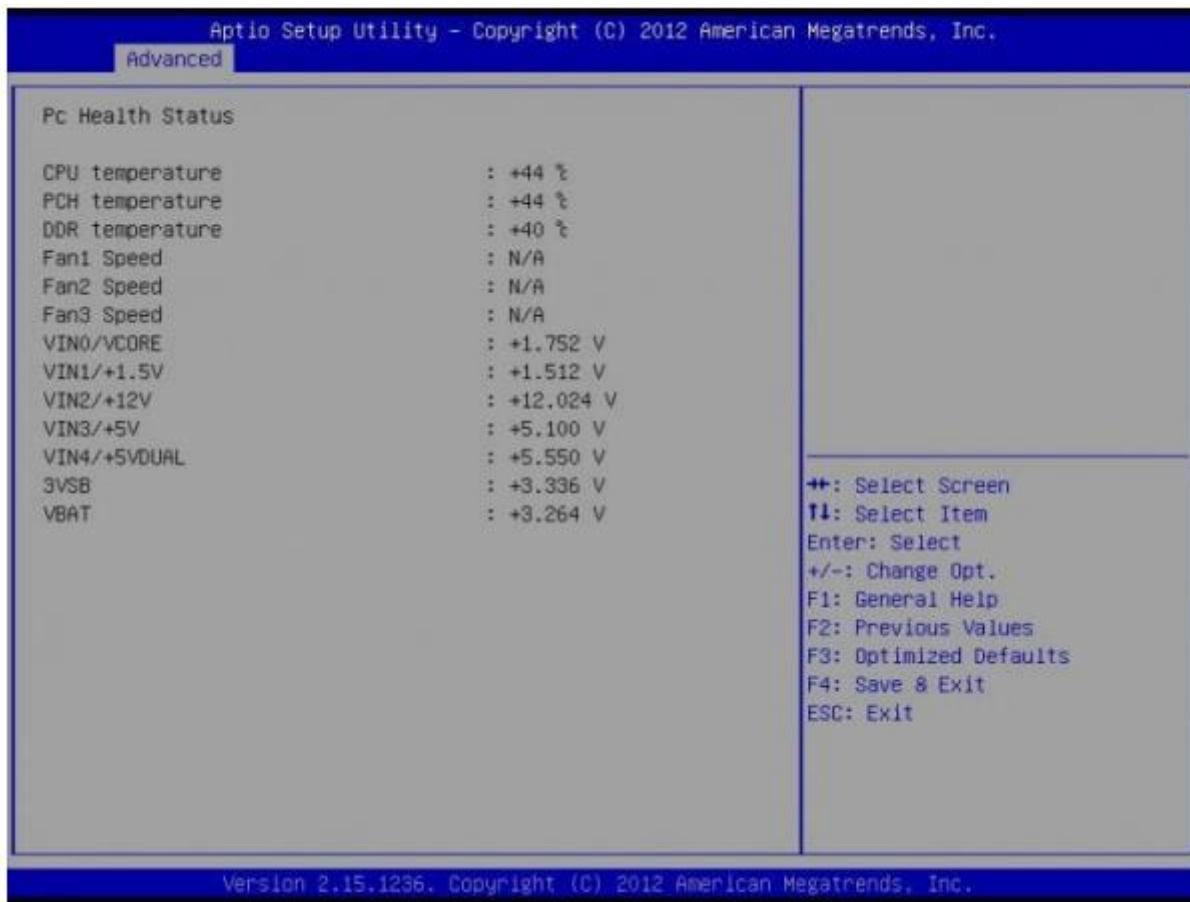 Aptio Setup Utility – Copyright (C) 2012 American Megatrends, Inc.
Advanced
Pc Health Status
CPU temperature : +44 ℃
PCH temperature : +44 ℃
DDR temperature : +40 ℃
Fan1 Speed : N/A
Fan2 Speed : N/A
Fan3 Speed : N/A
VIN0/VCORE : +1.752 V
VIN1/+1.5V : +1.512 V
VIN2/+12V : +12.024 V
VIN3/+5V : +5.100 V
VIN4/+5VDUAL : +5.550 V
3VSB : +3.336 V
VBAT : +3.264 V
→←: Select Screen
↑↓: Select Item
Enter: Select
+/-: Change Opt.
F1: General Help
F2: Previous Values
F3: Optimized Defaults
F4: Save & Exit
ESC: Exit
Version 2.15.1236. Copyright (C) 2012 American Megatrends, Inc.